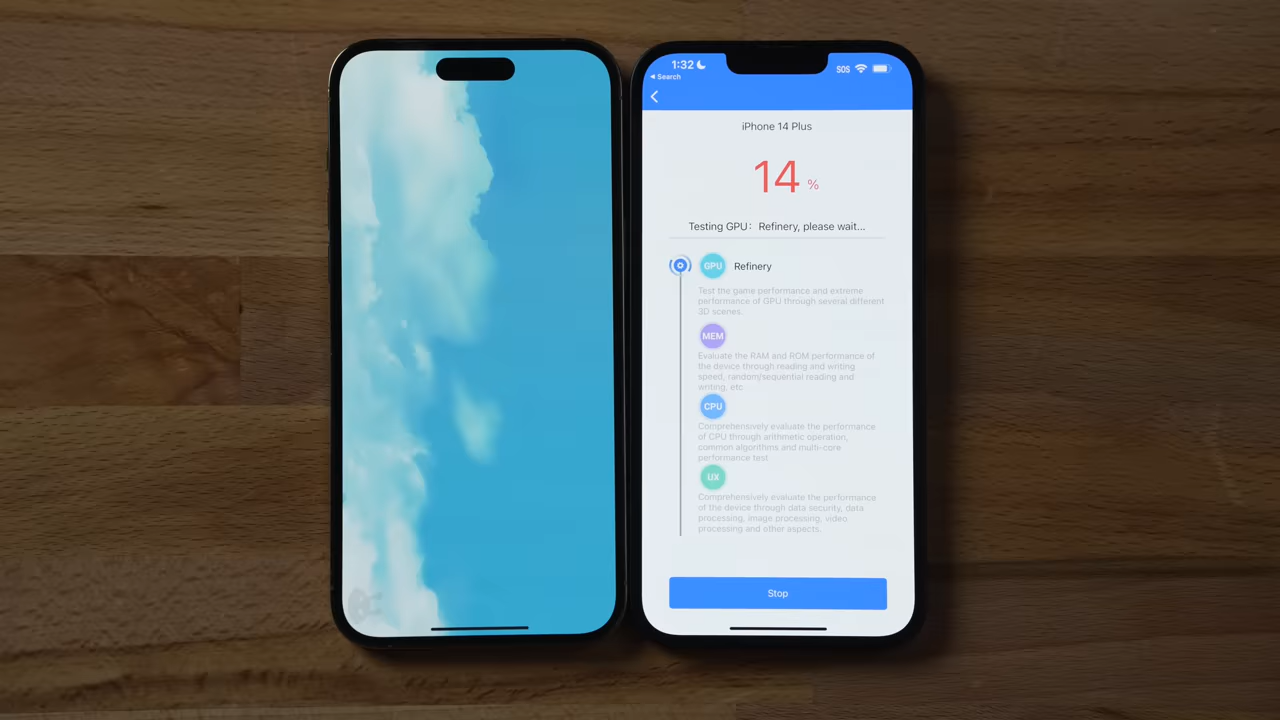 1:32
SOS
Search
iPhone 14 Plus
14 %
Testing GPU: Refinery, please wait...
GPU Refinery
Test the game performance and extreme
performance of GPU through several different
3D scenes.
MEM
Evaluate the RAM and ROM performance of
the device through reading and writing
speed, random/sequential reading and
writing, etc
CPU
Comprehensively evaluate the performance
of CPU through arithmetic operation,
common algorithms and multi-core
performance test
UX
Comprehensively evaluate the performance
of the device through data security, data
processing, image processing, video
processing and other aspects.
Stop